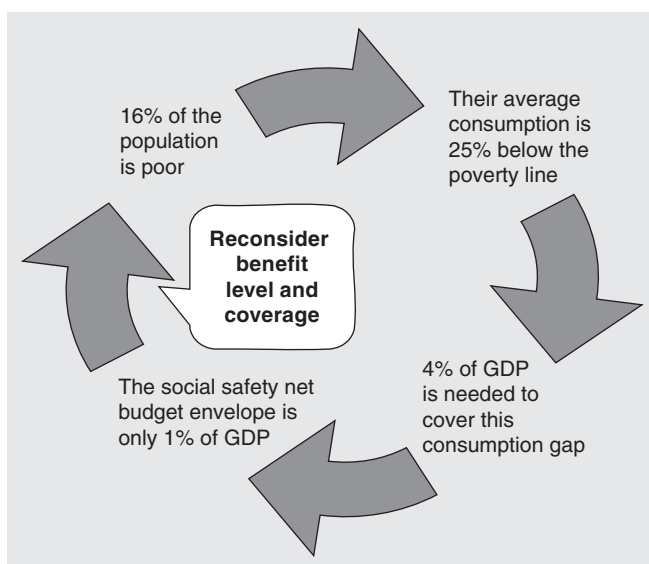 16% of the
population
is poor
Their average
consumption is
25% below the
poverty line
Reconsider
benefit
level and
coverage
4% of GDP
is needed to
cover this
consumption gap
The social safety net
budget envelope is
only 1% of GDP